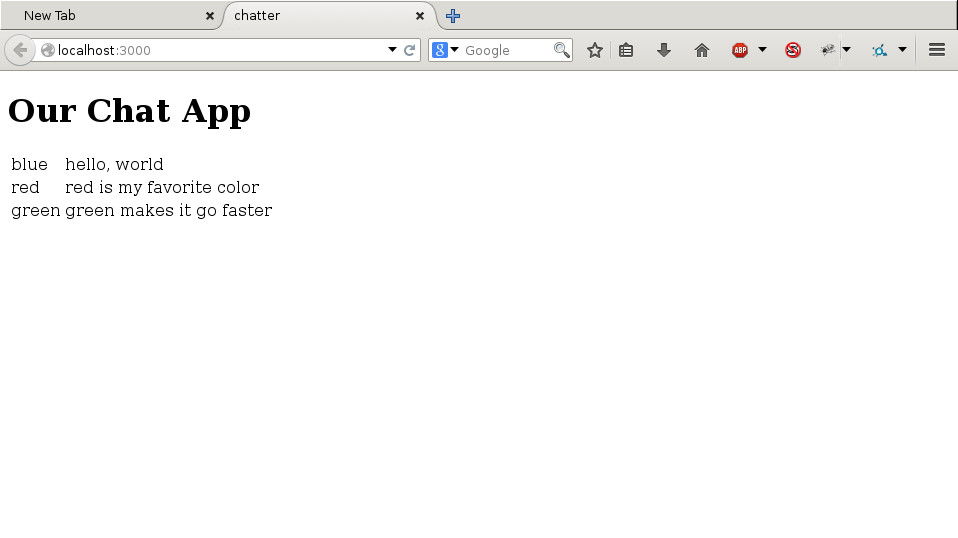 New Tab chatter
localhost:3000 Google ABP
Our Chat App
blue hello, world
red red is my favorite color
green green makes it go faster